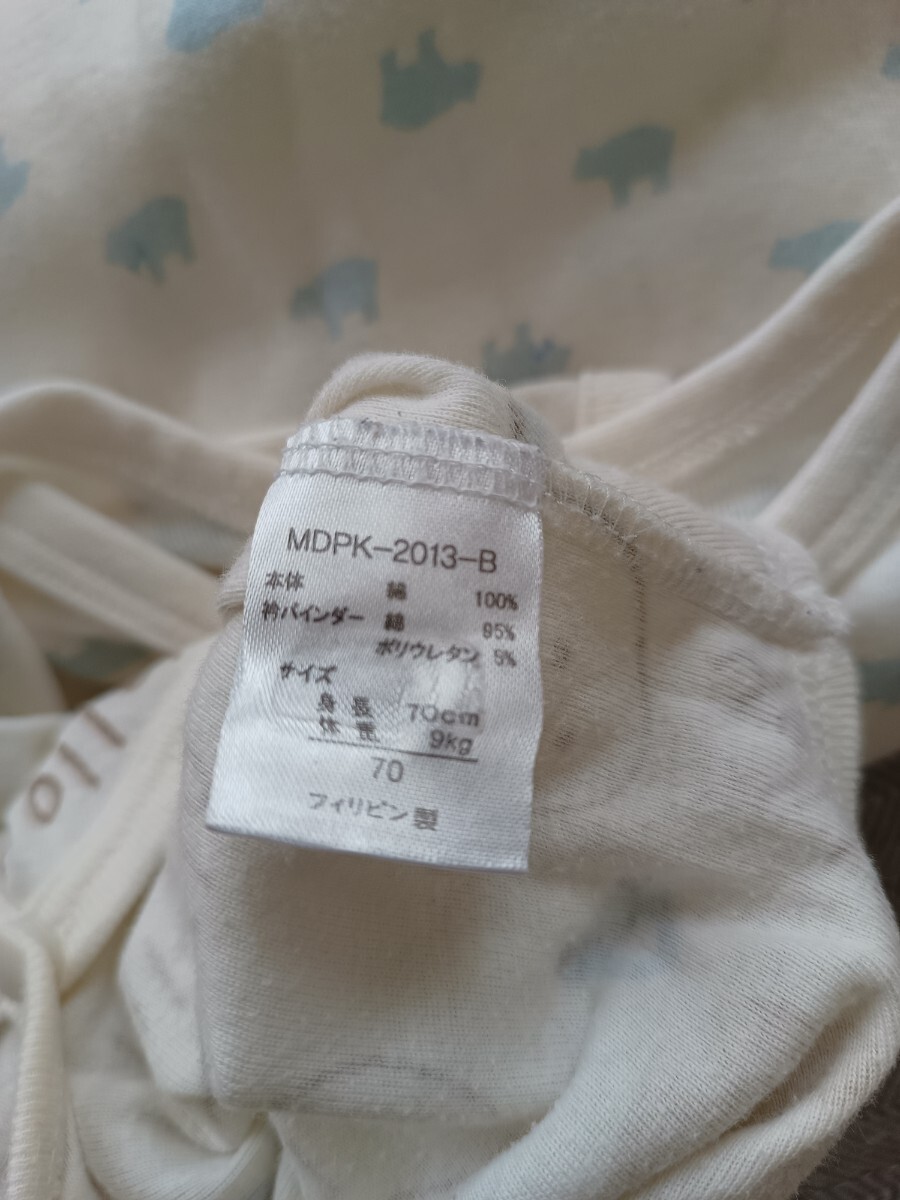 MDPK-2013-B
本体 綿 100%
衿バインダー 綿 95%
ポリウレタン 5%
サイズ
身長 70cm
体重 9kg
70
フィリピン製
llo